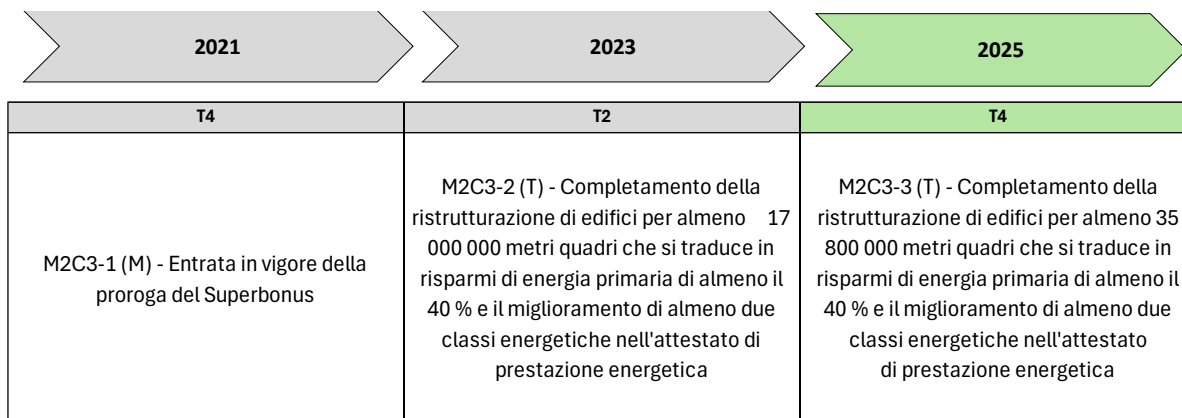 2021
2023
2025
T4
T2
T4
M2C3-1 (M) - Entrata in vigore della
proroga del Superbonus
M2C3-2 (T) - Completamento della
ristrutturazione di edifici per almeno 17
000 000 metri quadri che si traduce in
risparmi di energia primaria di almeno il
40 % e il miglioramento di almeno due
classi energetiche nell'attestato di
prestazione energetica
M2C3-3 (T) - Completamento della
ristrutturazione di edifici per almeno 35
800 000 metri quadri che si traduce in
risparmi di energia primaria di almeno il
40 % e il miglioramento di almeno due
classi energetiche nell'attestato
di prestazione energetica